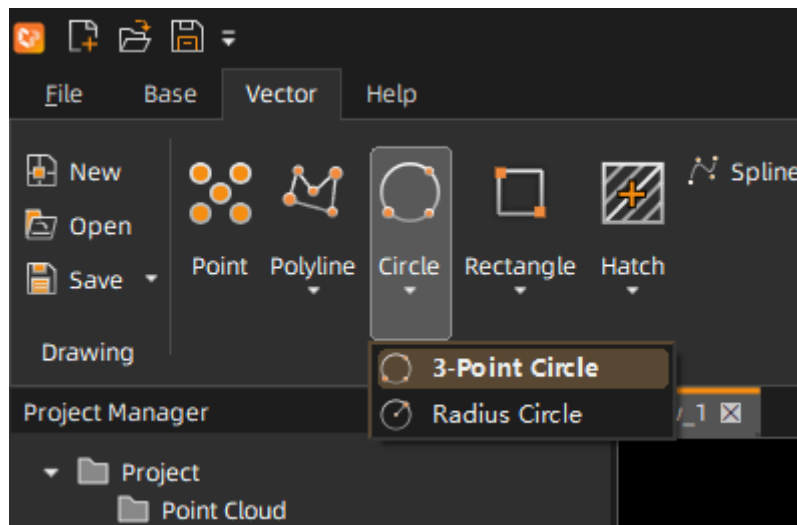 File Base Vector Help
New
Open
Save
Point Polyline Circle Rectangle Hatch
Spline
Drawing
3-Point Circle
Radius Circle
Project Manager
_1
Project
Point Cloud